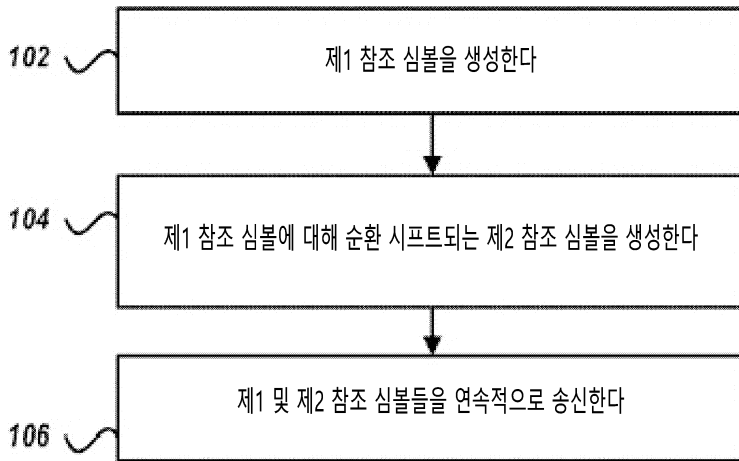 102
제1 참조 심볼을 생성한다
104
제1 참조 심볼에 대해 순환 시프트되는 제2 참조 심볼을 생성한다
제1 및 제2 참조 심볼들을 연속적으로 송신한다
106